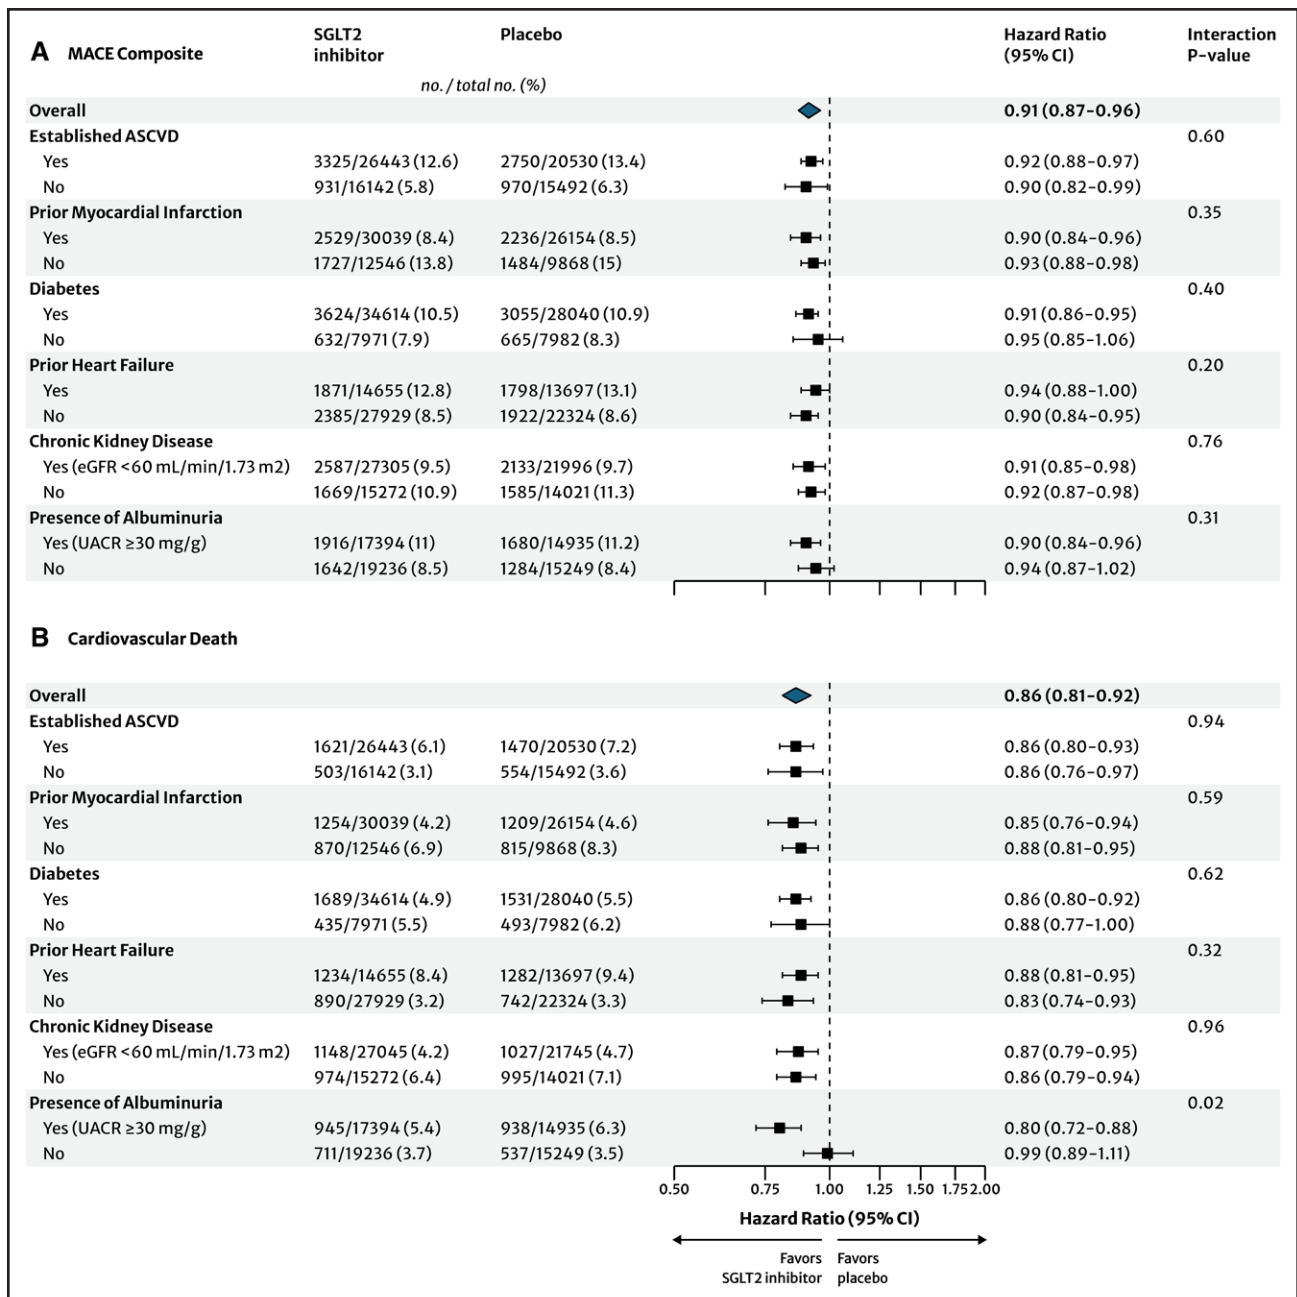 A MACE Composite SGLT2 inhibitor Placebo Hazard Ratio (95% CI) Interaction P-value
no. / total no. (%)
Overall 0.91 (0.87-0.96)
Established ASCVD 0.60
Yes 3325/26443 (12.6) 2750/20530 (13.4) 0.92 (0.88-0.97)
No 931/16142 (5.8) 970/15492 (6.3) 0.90 (0.82-0.99)
Prior Myocardial Infarction 0.35
Yes 2529/30039 (8.4) 2236/26154 (8.5) 0.90 (0.84-0.96)
No 1727/12546 (13.8) 1484/9868 (15) 0.93 (0.88-0.98)
Diabetes 0.40
Yes 3624/34614 (10.5) 3055/28040 (10.9) 0.91 (0.86-0.95)
No 632/7971 (7.9) 665/7982 (8.3) 0.95 (0.85-1.06)
Prior Heart Failure 0.20
Yes 1871/14655 (12.8) 1798/13697 (13.1) 0.94 (0.88-1.00)
No 2385/27929 (8.5) 1922/22324 (8.6) 0.90 (0.84-0.95)
Chronic Kidney Disease 0.76
Yes (eGFR <60 mL/min/1.73 m2) 2587/27305 (9.5) 2133/21996 (9.7) 0.91 (0.85-0.98)
No 1669/15272 (10.9) 1585/14021 (11.3) 0.92 (0.87-0.98)
Presence of Albuminuria 0.31
Yes (UACR ≥30 mg/g) 1916/17394 (11) 1680/14935 (11.2) 0.90 (0.84-0.96)
No 1642/19236 (8.5) 1284/15249 (8.4) 0.94 (0.87-1.02)
B Cardiovascular Death
Overall 0.86 (0.81-0.92)
Established ASCVD 0.94
Yes 1621/26443 (6.1) 1470/20530 (7.2) 0.86 (0.80-0.93)
No 503/16142 (3.1) 554/15492 (3.6) 0.86 (0.76-0.97)
Prior Myocardial Infarction 0.59
Yes 1254/30039 (4.2) 1209/26154 (4.6) 0.85 (0.76-0.94)
No 870/12546 (6.9) 815/9868 (8.3) 0.88 (0.81-0.95)
Diabetes 0.62
Yes 1689/34614 (4.9) 1531/28040 (5.5) 0.86 (0.80-0.92)
No 435/7971 (5.5) 493/7982 (6.2) 0.88 (0.77-1.00)
Prior Heart Failure 0.32
Yes 1234/14655 (8.4) 1282/13697 (9.4) 0.88 (0.81-0.95)
No 890/27929 (3.2) 742/22324 (3.3) 0.83 (0.74-0.93)
Chronic Kidney Disease 0.96
Yes (eGFR <60 mL/min/1.73 m2) 1148/27045 (4.2) 1027/21745 (4.7) 0.87 (0.79-0.95)
No 974/15272 (6.4) 995/14021 (7.1) 0.86 (0.79-0.94)
Presence of Albuminuria 0.02
Yes (UACR ≥30 mg/g) 945/17394 (5.4) 938/14935 (6.3) 0.80 (0.72-0.88)
No 711/19236 (3.7) 537/15249 (3.5) 0.99 (0.89-1.11)
0.50 0.75 1.00 1.25 1.50 1.75 2.00
Hazard Ratio (95% CI)
Favors SGLT2 inhibitor
Favors placebo